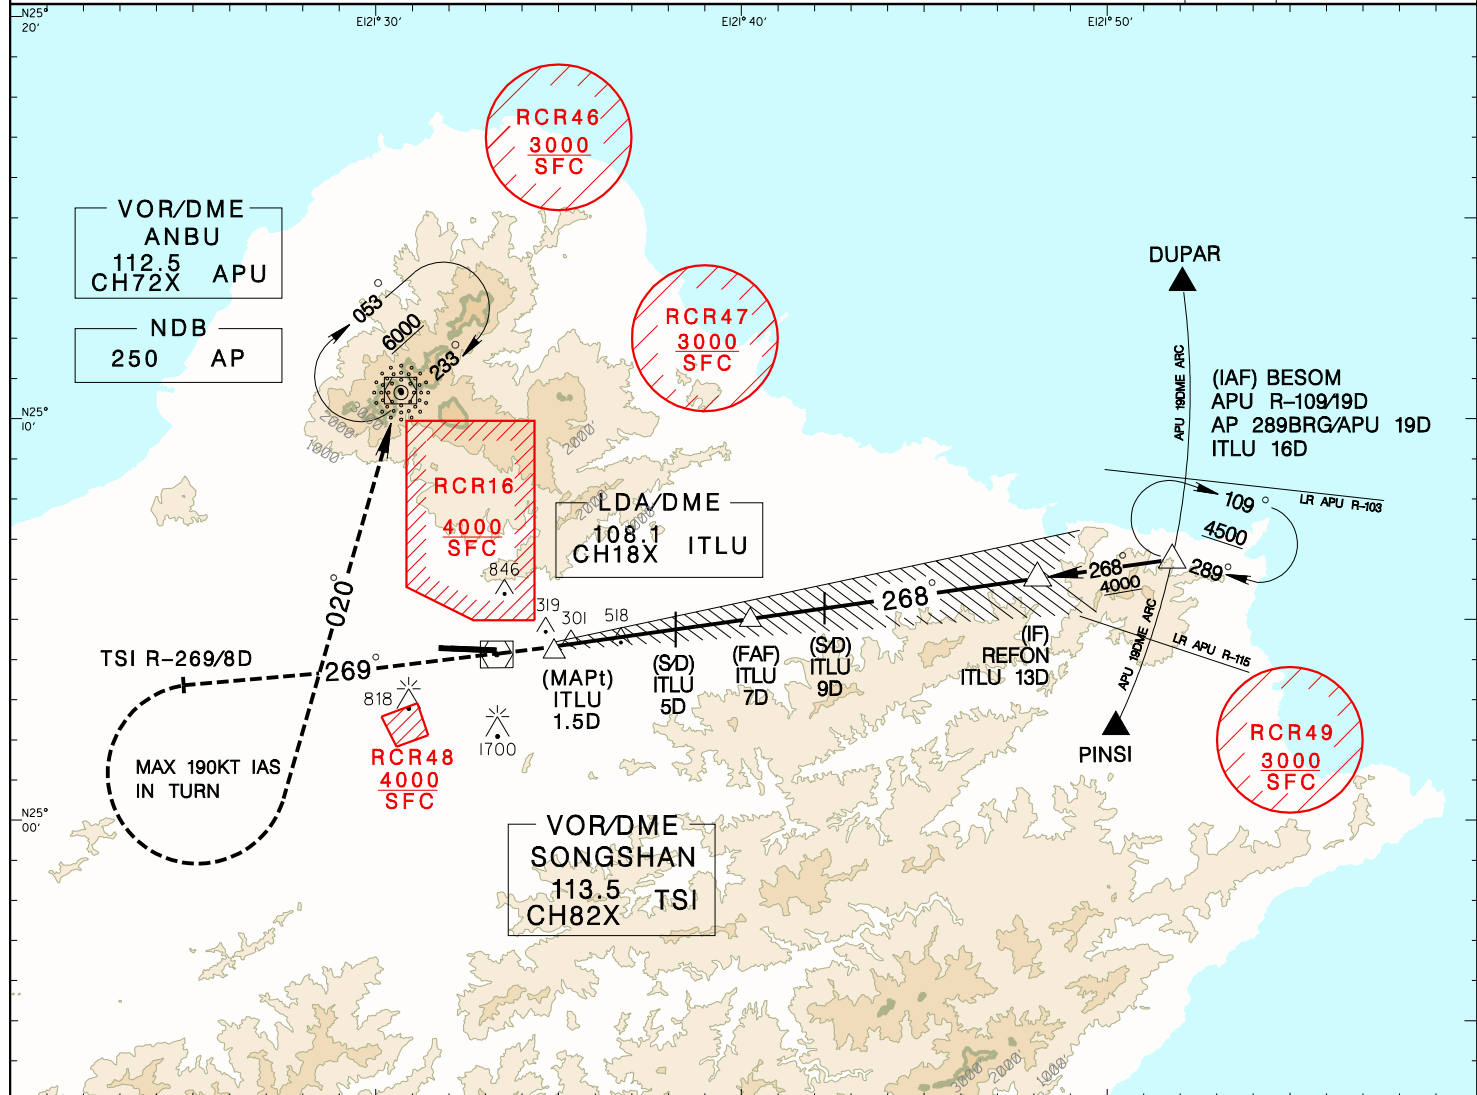 N25°
20'
E121° 30'
E121° 40'
E121° 50'
RCR46
3000
SFC
VOR/DME
ANBU
112.5
CH72X
APU
NDB
250 AP
053°
6000
233°
RCR47
3000
SFC
DUPAR
APU 19DME ARC
(IAF) BESOM
APU R-109/19D
AP 289BRG/APU 19D
ITLU 16D
N25°
10'
1000'
2000'
2000'
RCR16
4000
SFC
LDA/DME
108.1
CH18X
ITLU
2000'
LR APU R-103
109°
4500
289°
268°
4000
268°
846
319
301
518
020°
TSI R-269/8D
269°
(MAPt)
ITLU
1.5D
(S/D)
ITLU
5D
(FAF)
ITLU
7D
(S/D)
ITLU
9D
(IF)
REFON
ITLU 13D
APU 19DME ARC
LR APU R-115
818
1700
RCR48
4000
SFC
MAX 190KT IAS
IN TURN
PINSI
RCR49
3000
SFC
N25°
00'
VOR/DME
SONGSHAN
113.5
CH82X
TSI
3000'
2000'
1000'